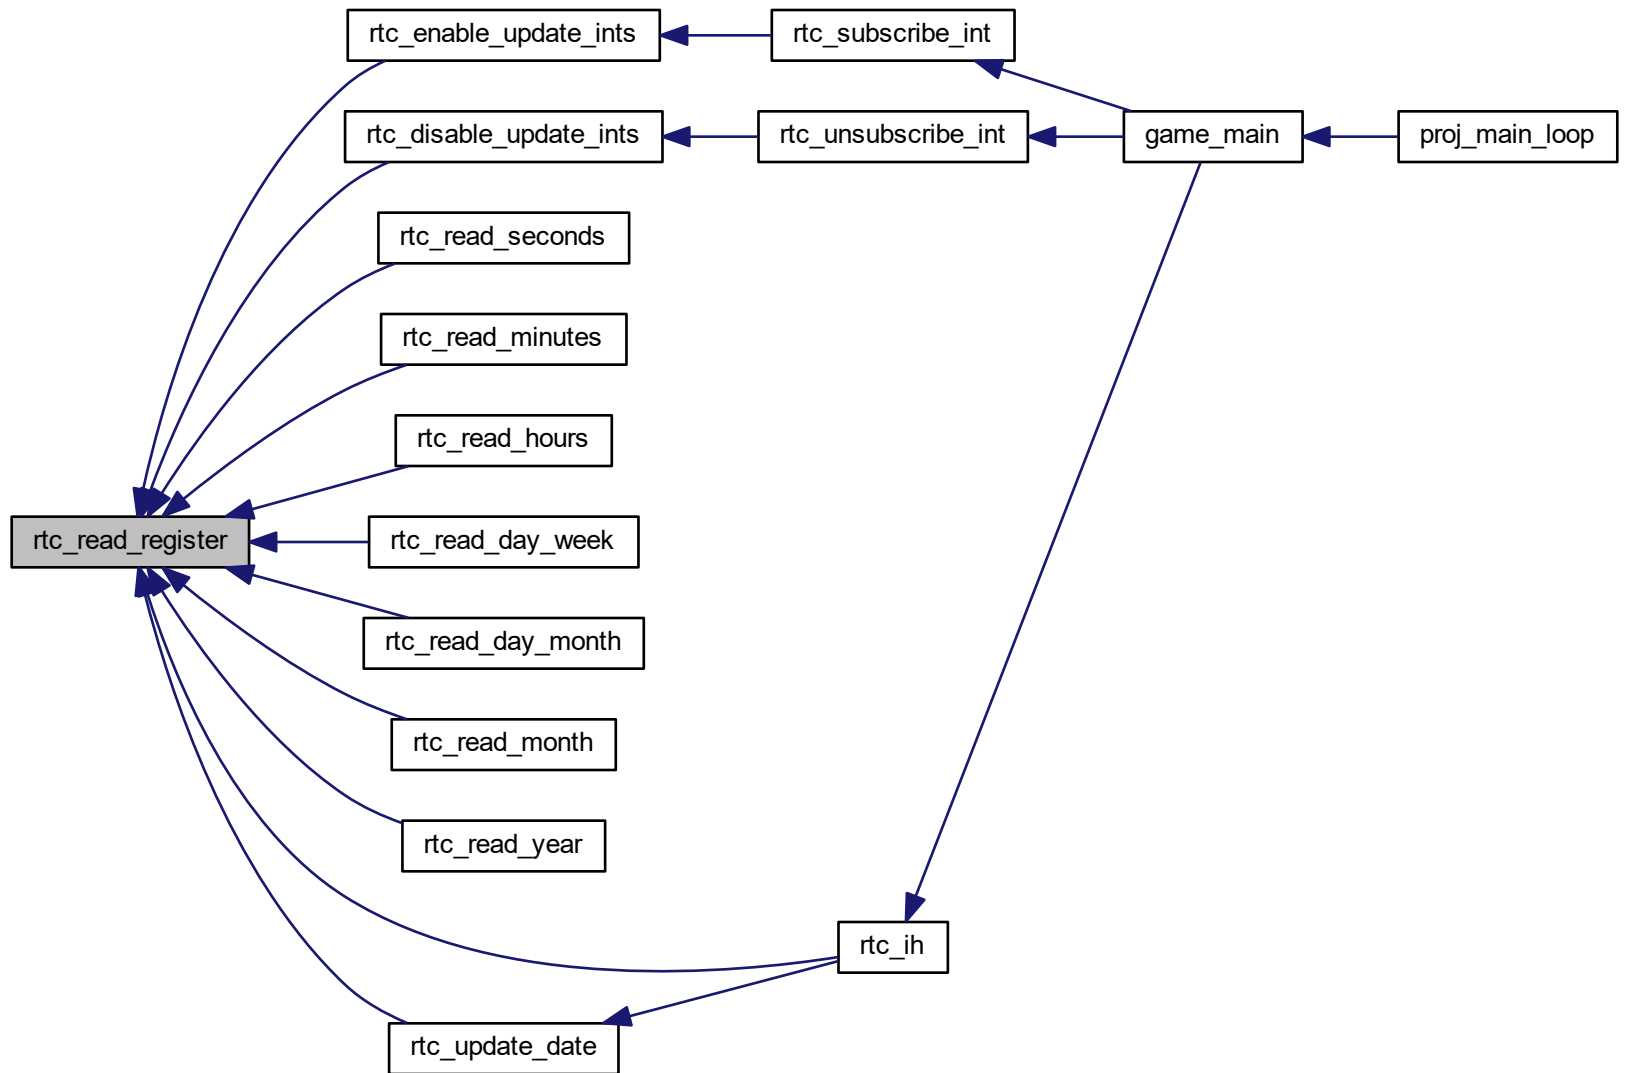 rtc_enable_update_ints
rtc_subscribe_int
rtc_disable_update_ints
rtc_unsubscribe_int
game_main
proj_main_loop
rtc_read_seconds
rtc_read_minutes
rtc_read_hours
rtc_read_register
rtc_read_day_week
rtc_read_day_month
rtc_read_month
rtc_read_year
rtc_ih
rtc_update_date